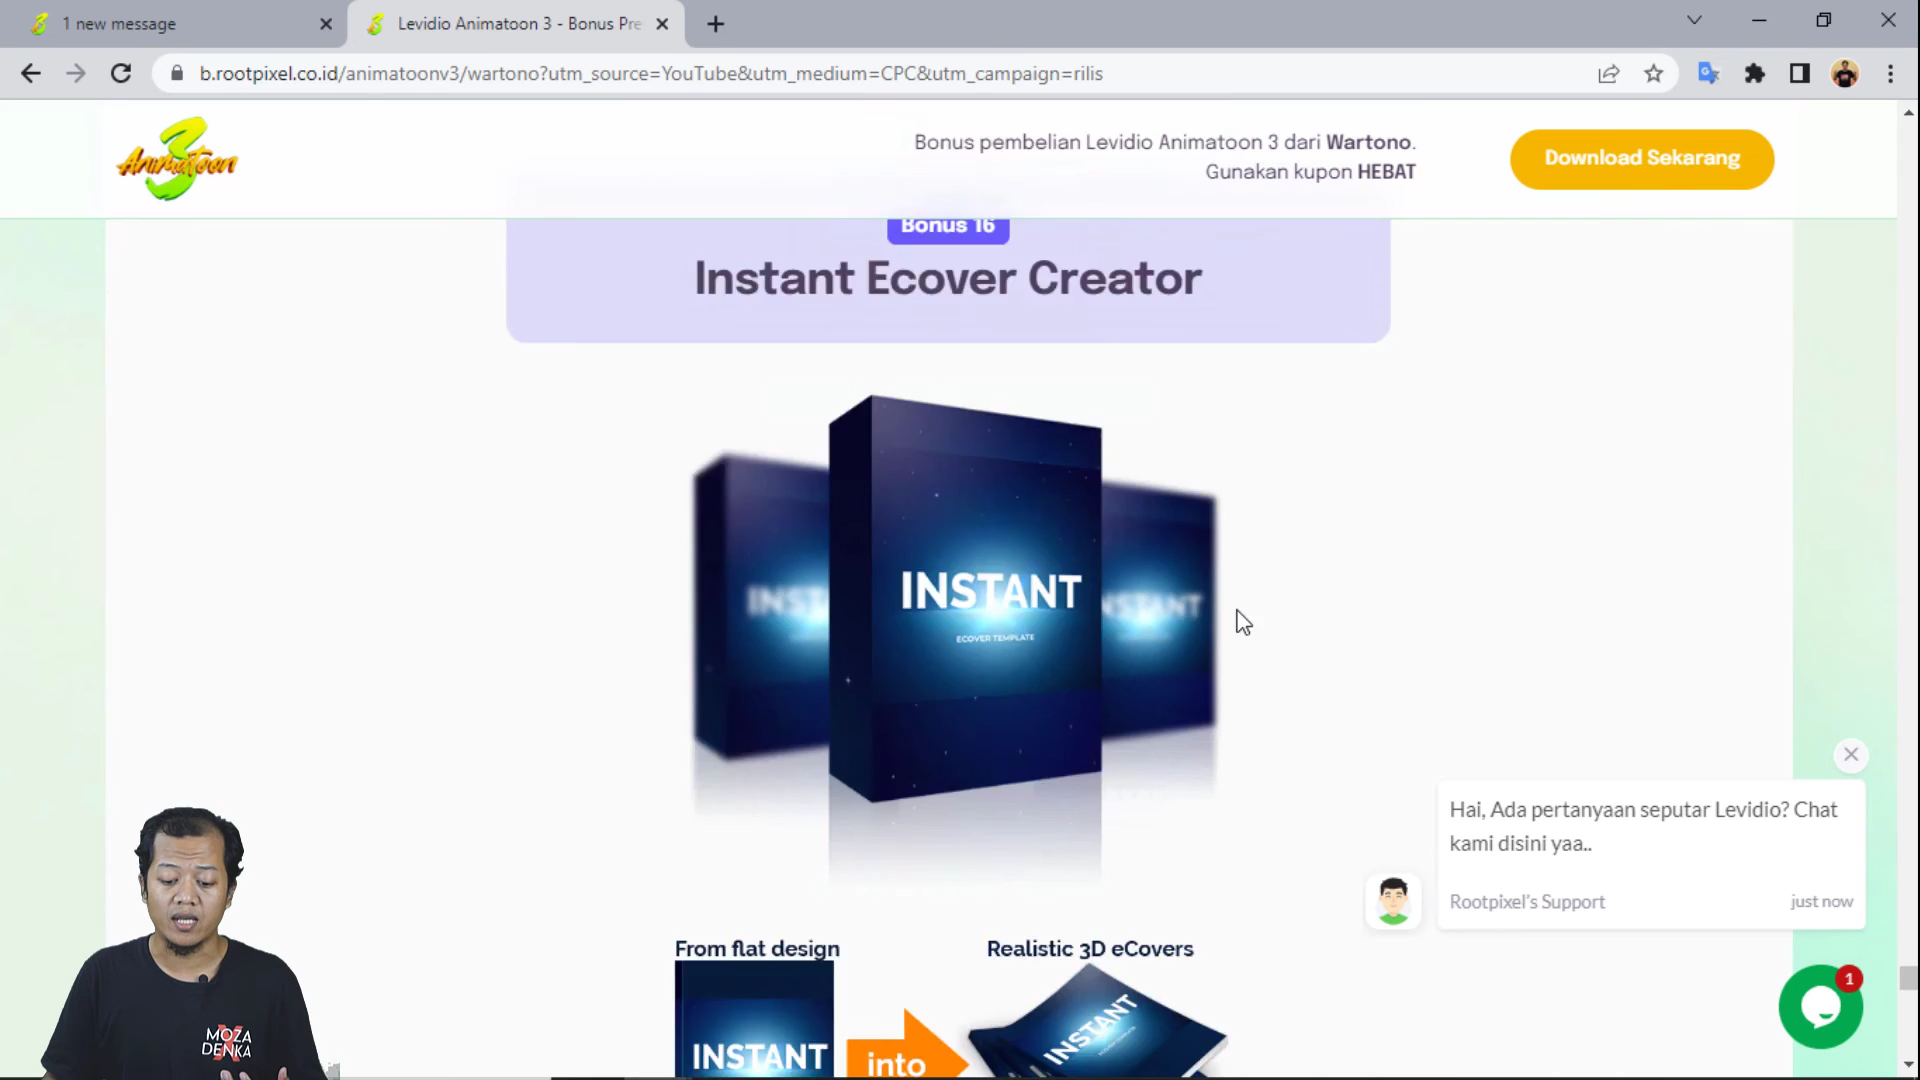 1 new message
Levidio Animatoon 3 - Bonus Pre
b.rootpixel.co.id/animatoonv3/wartono?utm_source=YouTube&utm_medium=CPC&utm_campaign=rilis
3
Animatoon
Bonus pembelian Levidio Animatoon 3 dari Wartono.
Gunakan kupon HEBAT
Download Sekarang
Bonus 16
Instant Ecover Creator
INSTANT
ECOVER TEMPLATE
Hai, Ada pertanyaan seputar Levidio? Chat
kami disini yaa..
Rootpixel's Support
just now
1
From flat design
Realistic 3D eCovers
INSTANT
into
INSTANT
MOZA
DENKA